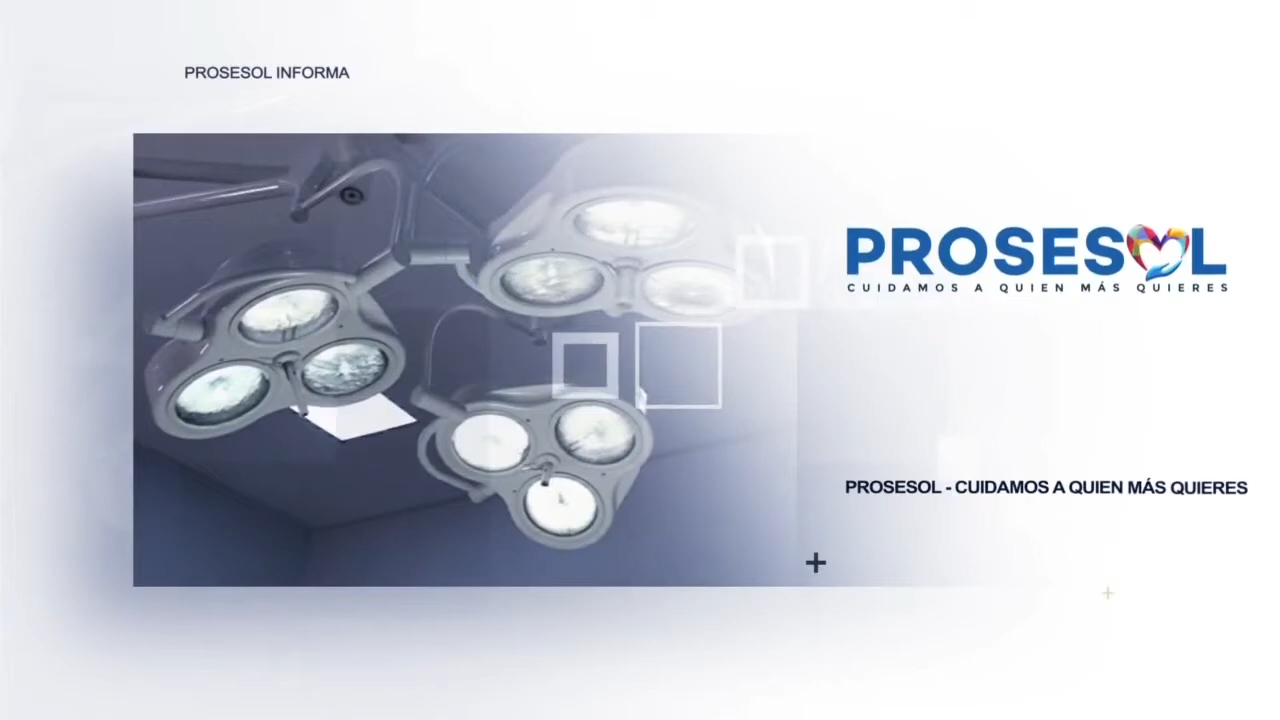 PROSESOL INFORMA
PROSESOL
CUIDAMOS A QUIEN MÁS QUIERES
PROSESOL - CUIDAMOS A QUIEN MÁS QUIERES